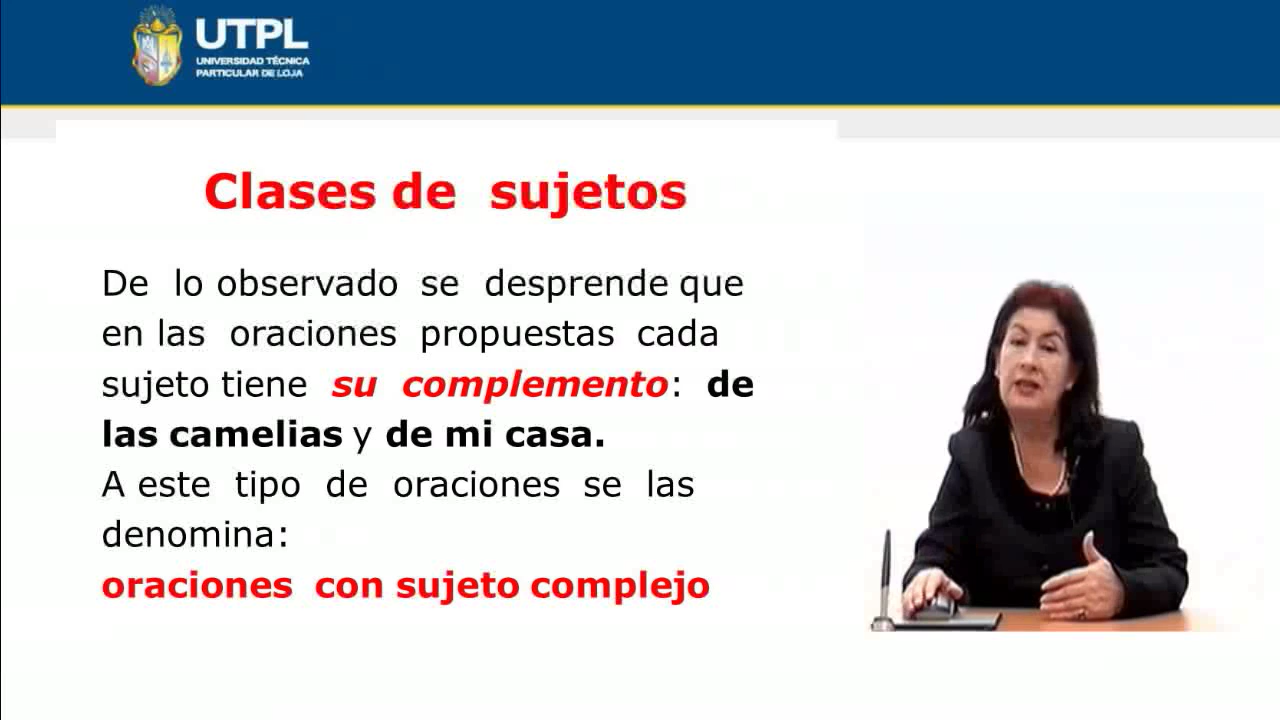 UTPL
UNIVERSIDAD TÉCNICA
PARTICULAR DE LOJA
Clases de sujetos
De lo observado se desprende que
en las oraciones propuestas cada
sujeto tiene su complemento: de
las camelias y de mi casa.
A este tipo de oraciones se las
denomina:
oraciones con sujeto complejo